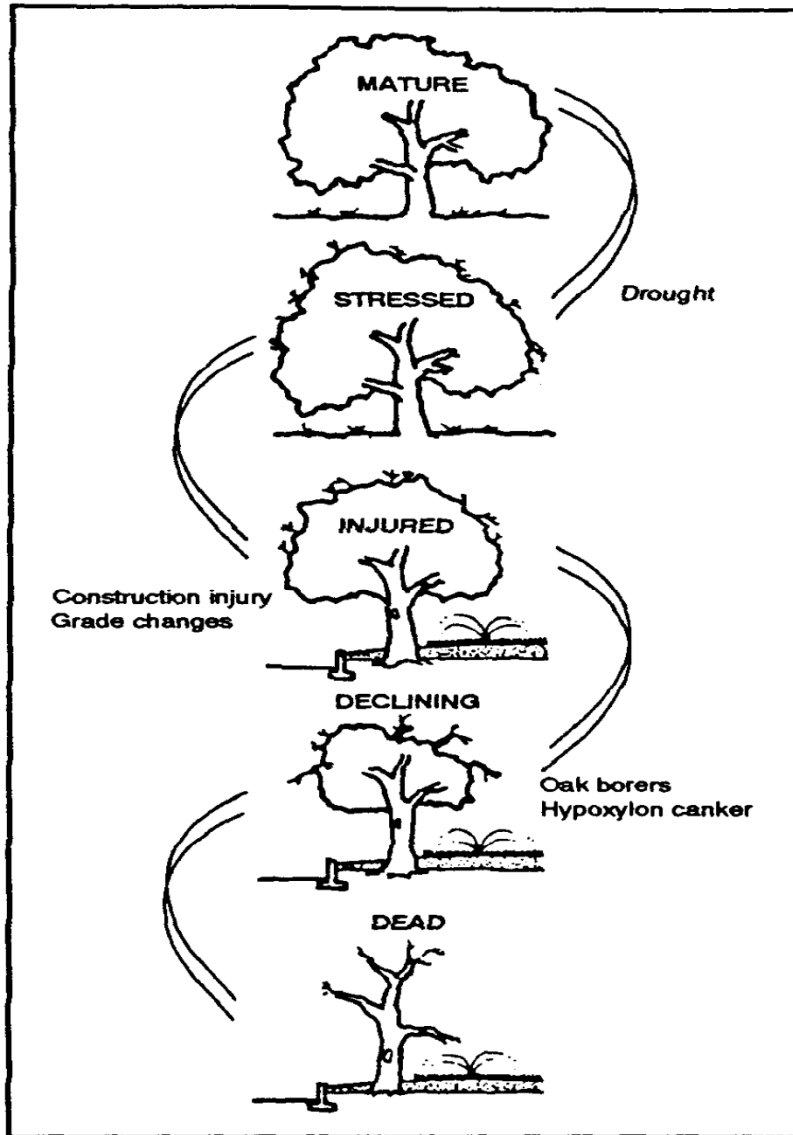 MATURE
Drought
STRESSED
INJURED
Construction injury
Grade changes
DECLINING
Oak borers
Hypoxylon canker
DEAD